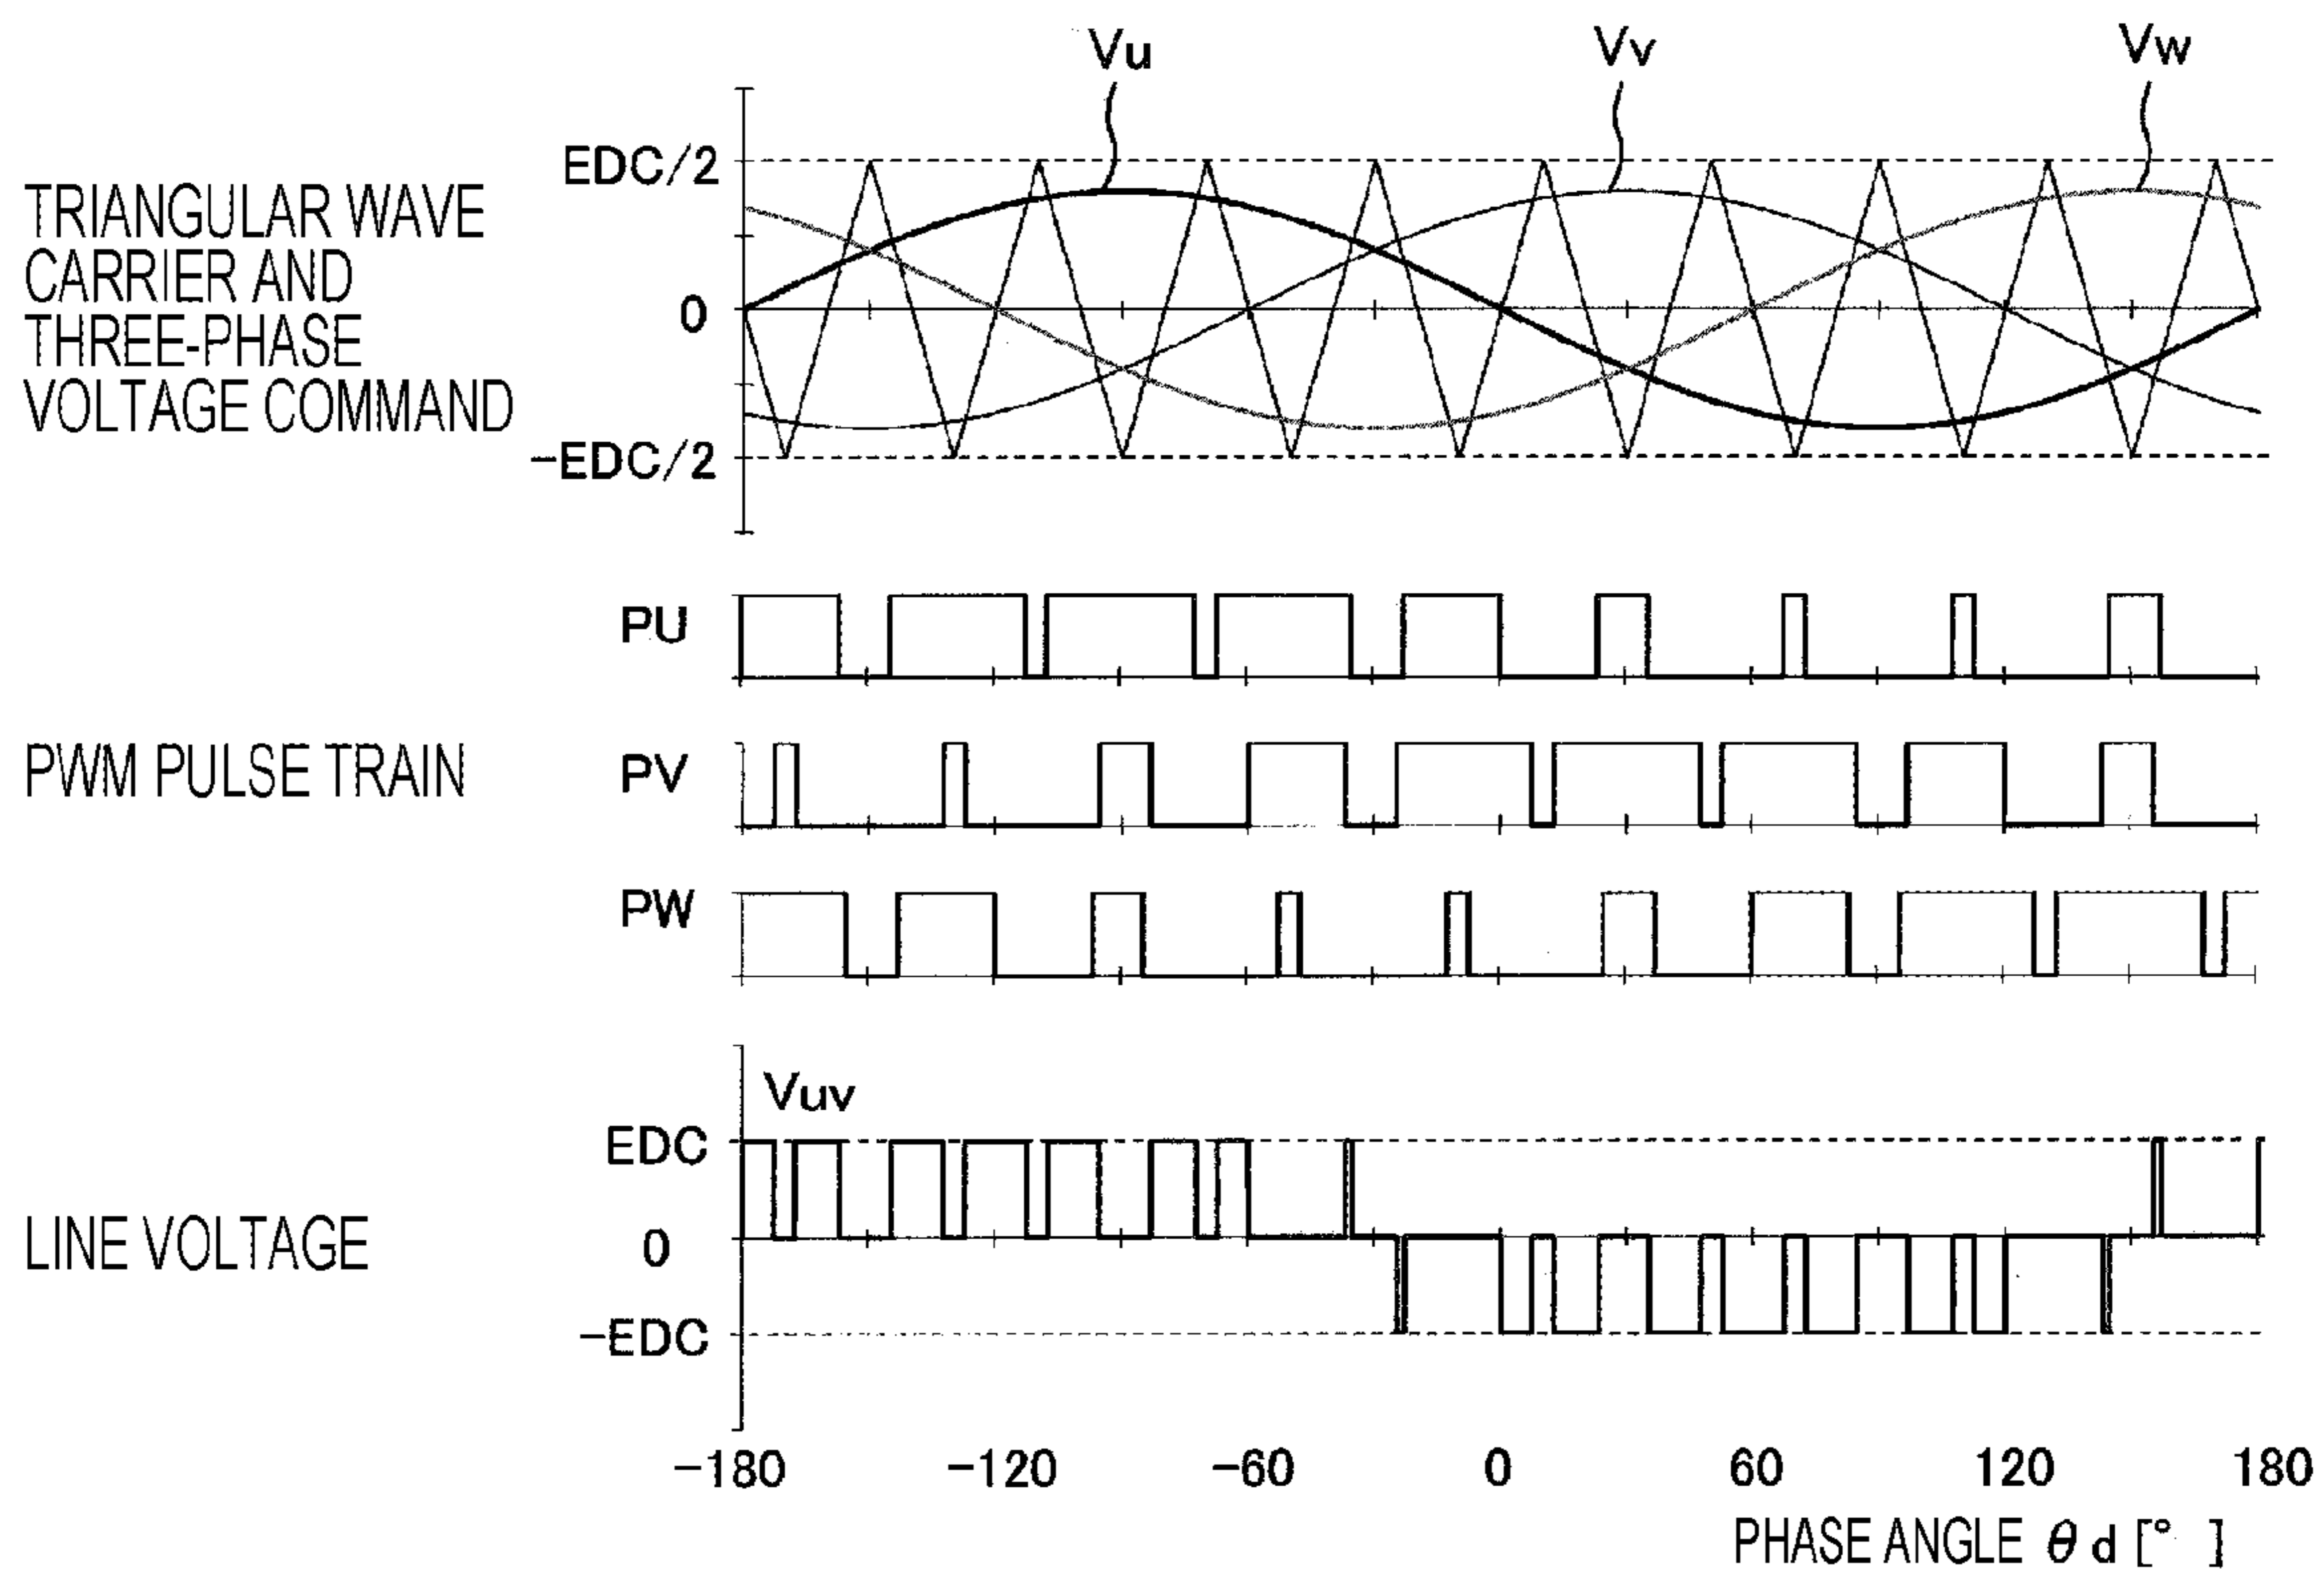 Vu Vv Vw
EDC/2
TRIANGULAR WAVE
CARRIER AND
THREE-PHASE
VOLTAGE COMMAND
0
-EDC/2
PU
PWM PULSE TRAIN
PV
PW
Vuv
EDC
LINE VOLTAGE
0
-EDC
-180 -120 -60 0 60 120 180
PHASE ANGLE θd [° ]